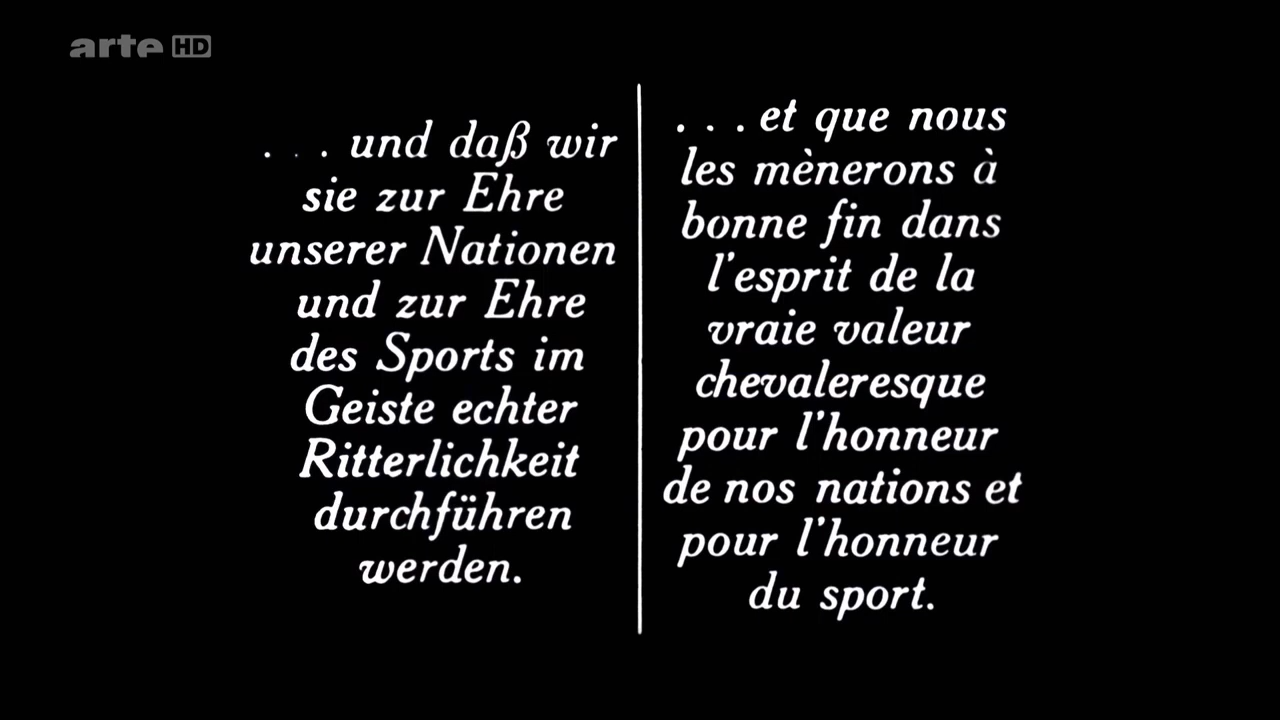 arte HD
. . . und daß wir
sie zur Ehre
unserer Nationen
und zur Ehre
des Sports im
Geiste echter
Ritterlichkeit
durchführen
werden.
. . . et que nous
les mènerons à
bonne fin dans
l'esprit de la
vraie valeur
chevaleresque
pour l'honneur
de nos nations et
pour l'honneur
du sport.